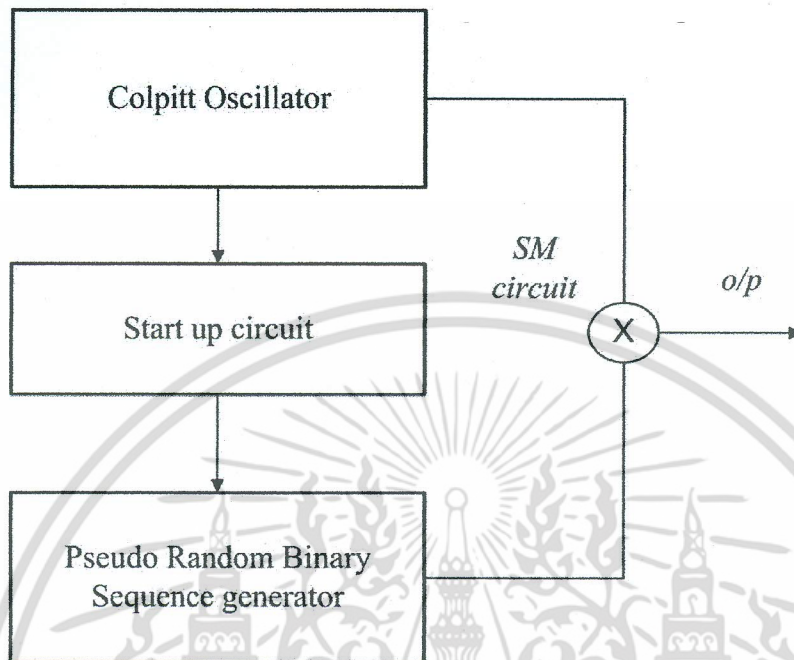 Colpitt Oscillator
SM
circuit
o/p
Start up circuit
X
Pseudo Random Binary
Sequence generator